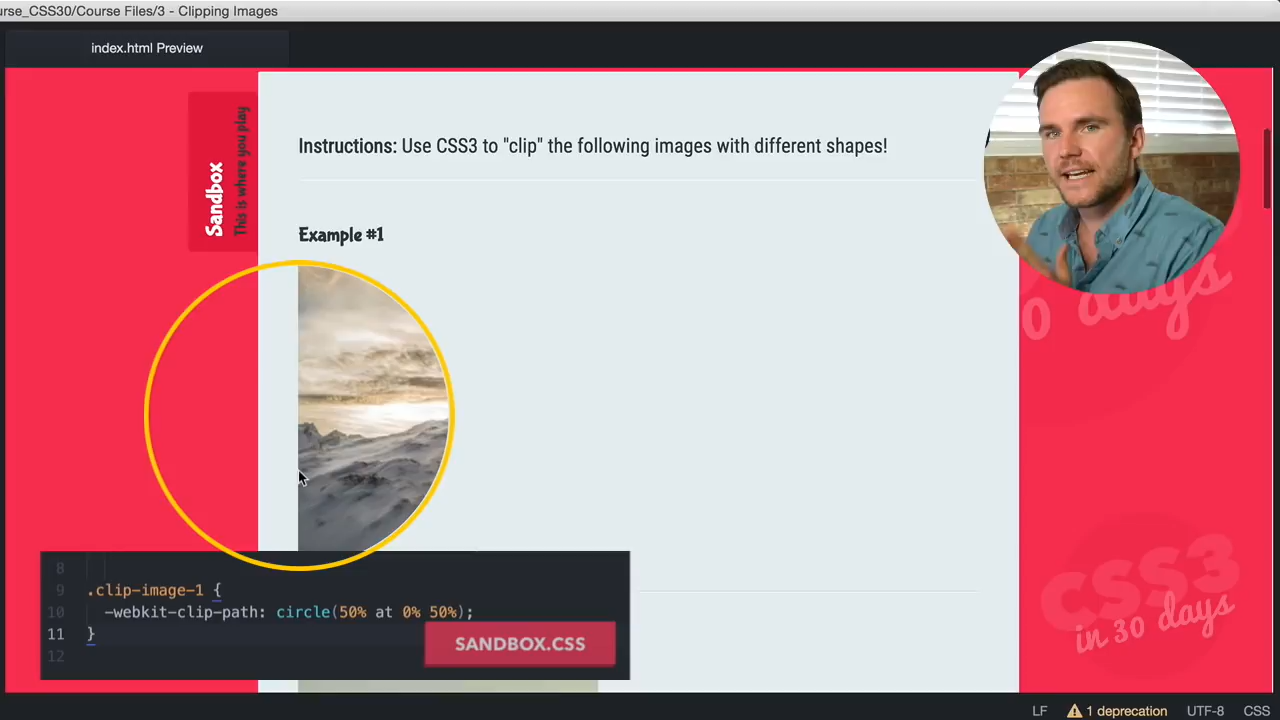 urse_CSS30/Course Files/3 - Clipping Images
index.html Preview
Sandbox
This is where you play
Instructions: Use CSS3 to "clip" the following images with different shapes!
Example #1
0 days
8
9 .clip-image-1 {
10 -webkit-clip-path: circle(50% at 0% 50%);
11 }
12
SANDBOX.CSS
CSS3
in 30 days
LF 1 deprecation UTF-8 CSS